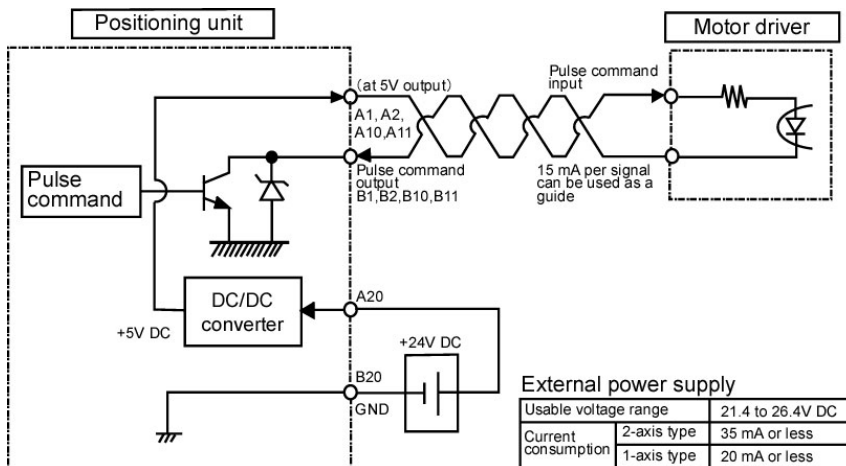 Positioning unit
Motor driver
(at 5V output)
A1, A2,
A10,A11
Pulse command
input
Pulse
command
Pulse command
output
B1,B2,B10,B11
15 mA per signal
can be used as a
guide
DC/DC
converter
+5V DC
A20
+24V DC
B20
GND
External power supply
Usable voltage range 21.4 to 26.4V DC
Current
consumption
2-axis type 35 mA or less
1-axis type 20 mA or less